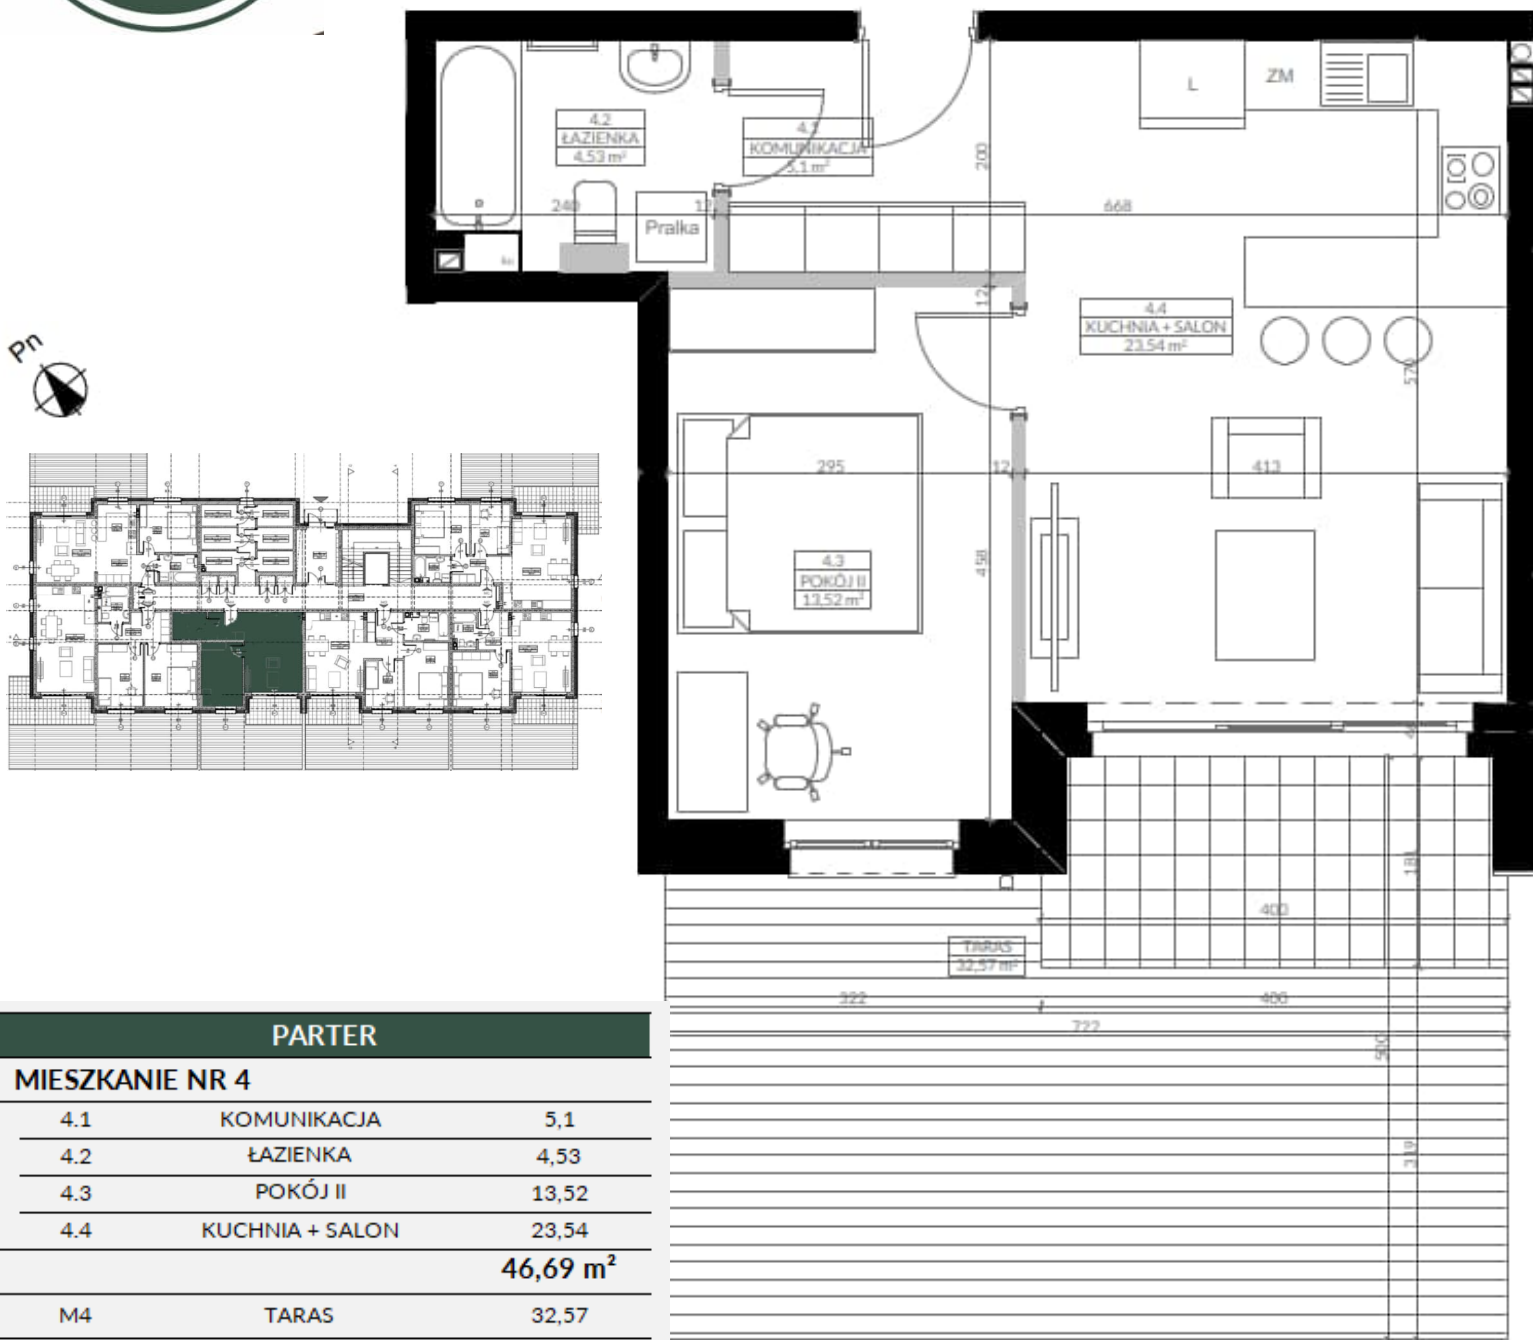 4.2
ŁAZIENKA
4.53 m²
4.1
KOMUNIKACJA
5.1 m²
L
ZM
200
240
12
Pralka
668
12
4.4
KUCHNIA + SALON
23.54 m²
570
Pn
295
12
413
458
4.3
POKÓJ II
13,52 m²
181
400
TARAS
32,57 m²
322
400
722
500
319
PARTER
MIESZKANIE NR 4
4.1 KOMUNIKACJA 5,1
4.2 ŁAZIENKA 4,53
4.3 POKÓJ II 13,52
4.4 KUCHNIA + SALON 23,54
46,69 m²
M4 TARAS 32,57